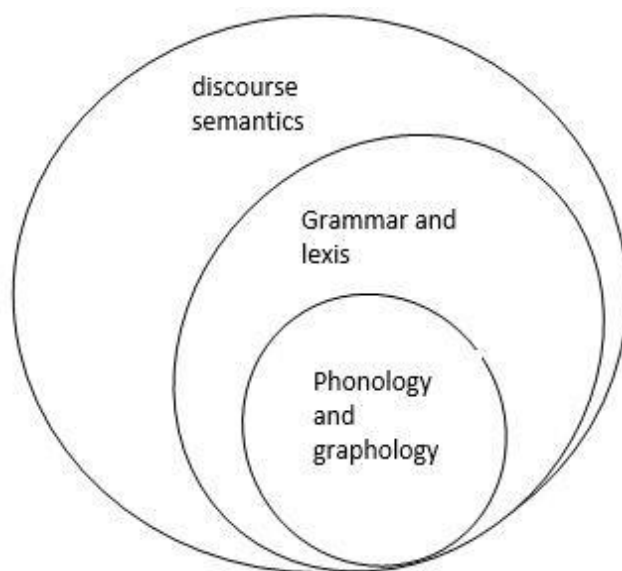 discourse
semantics
Grammar and
lexis
Phonology
and
graphology